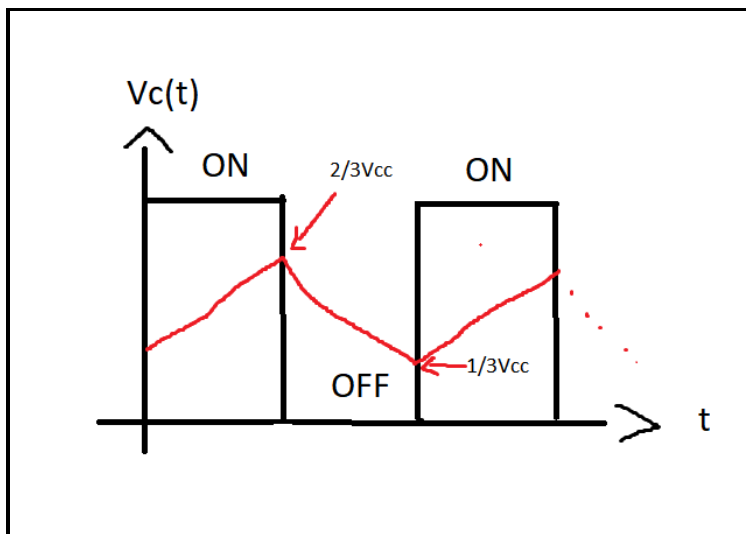 Vc(t)
ON
2/3Vcc
ON
OFF
1/3Vcc
t